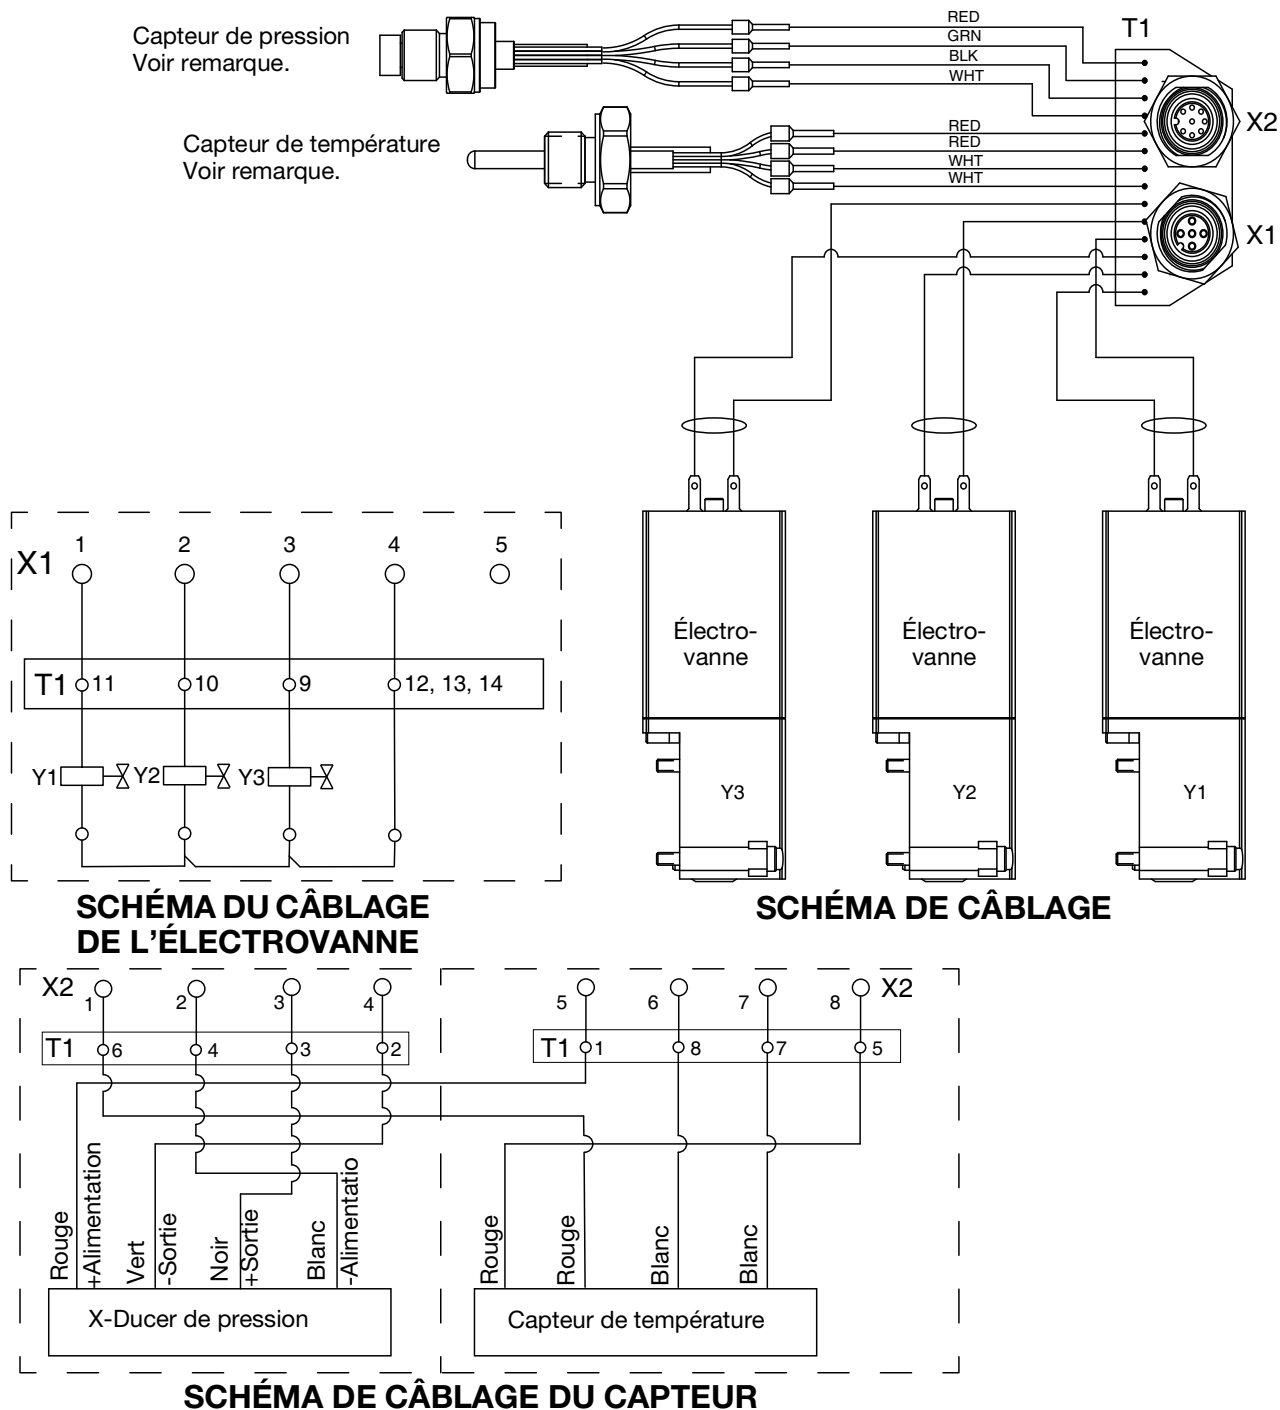 Capteur de pression
Voir remarque.
RED
GRN
BLK
WHT
T1
X2
Capteur de température
Voir remarque.
RED
RED
WHT
WHT
X1
X1
1
2
3
4
5
T1
11
10
9
12, 13, 14
Y1
Y2
Y3
Électro-
vanne
Électro-
vanne
Électro-
vanne
Y3
Y2
Y1
SCHÉMA DU CÂBLAGE
DE L'ÉLECTROVANNE
SCHÉMA DE CÂBLAGE
X2
1
2
3
4
5
6
7
8
X2
T1
6
4
3
2
T1
1
8
7
5
Rouge
+Alimentation
Vert
-Sortie
Noir
+Sortie
Blanc
-Alimentatio
Rouge
Rouge
Blanc
Blanc
X-Ducer de pression
Capteur de température
SCHÉMA DE CÂBLAGE DU CAPTEUR